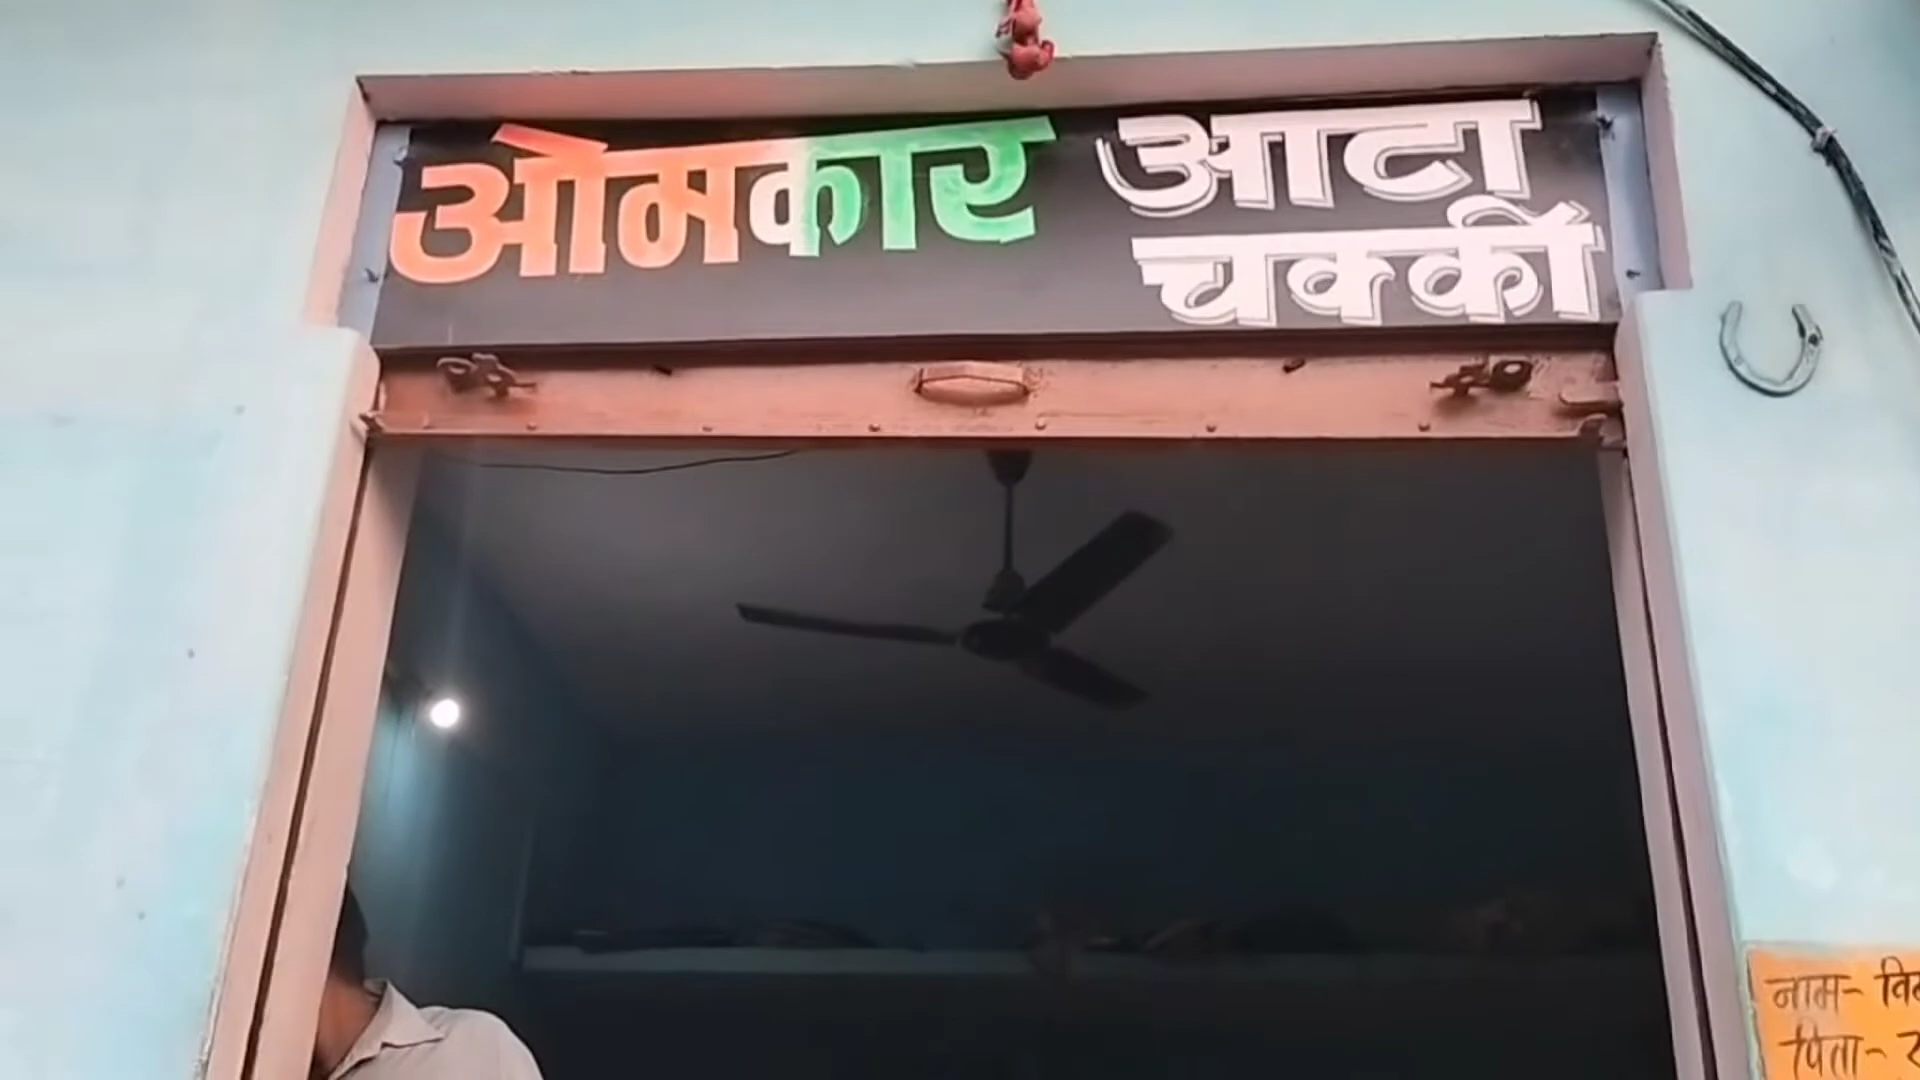 ओमकार आटा
चक्की
नाम-
पिता-